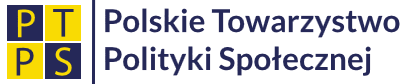 PT
PS
Polskie Towarzystwo
Polityki Społecznej